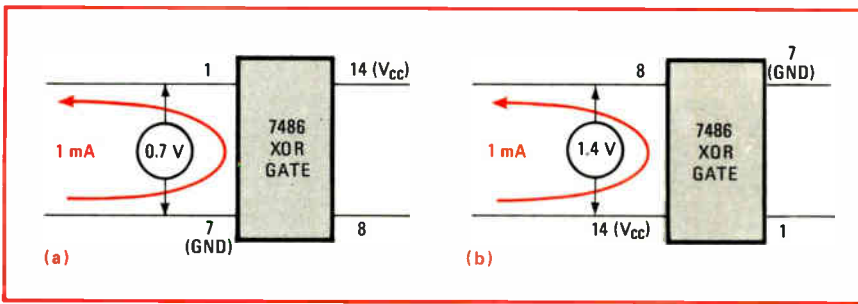 1
14 (VCC)
1 mA
0.7 V
7486
XOR
GATE
7
(GND)
8
(a)
8
7
(GND)
1 mA
1.4 V
7486
XOR
GATE
14 (VCC)
1
(b)